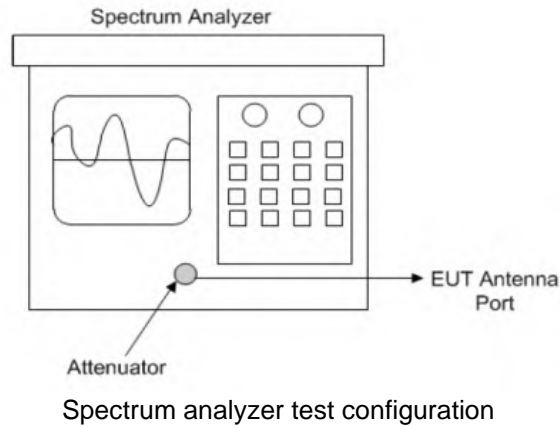 Spectrum Analyzer
EUT Antenna
Port
Attenuator
Spectrum analyzer test configuration